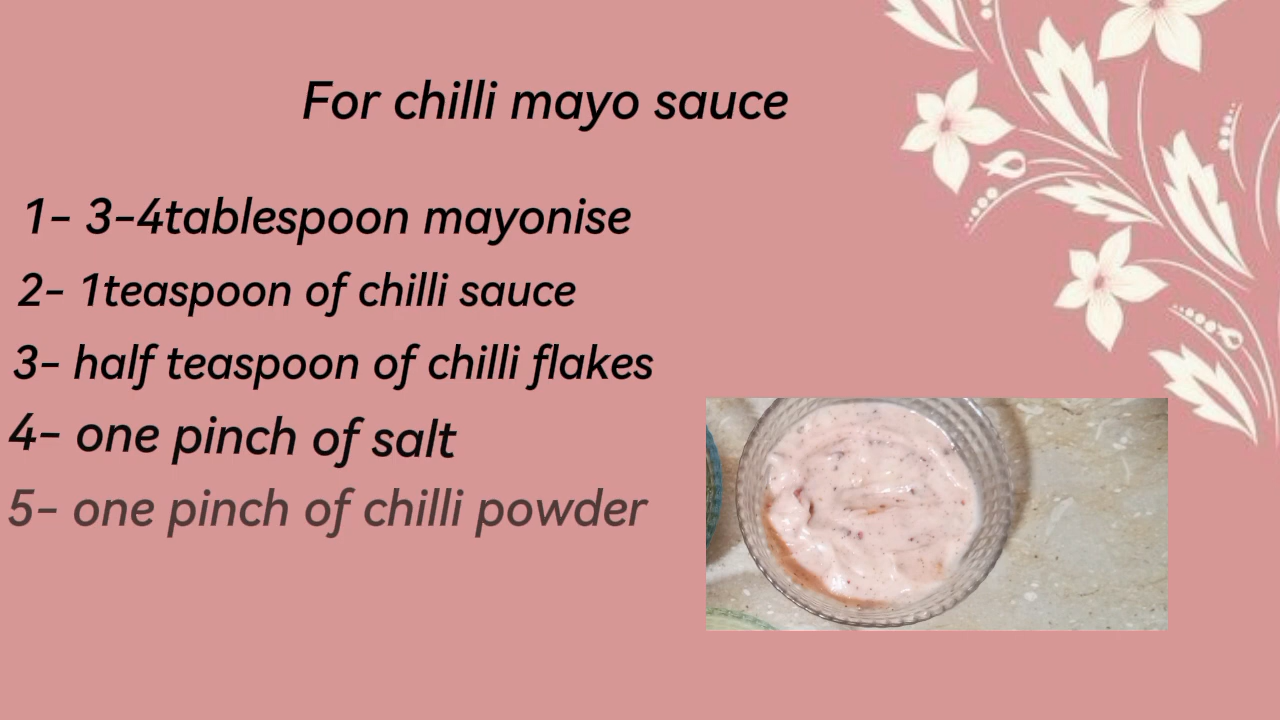 For chilli mayo sauce
1- 3-4tablespoon mayonise
2- 1teaspoon of chilli sauce
3- half teaspoon of chilli flakes
4- one pinch of salt
5- one pinch of chilli powder